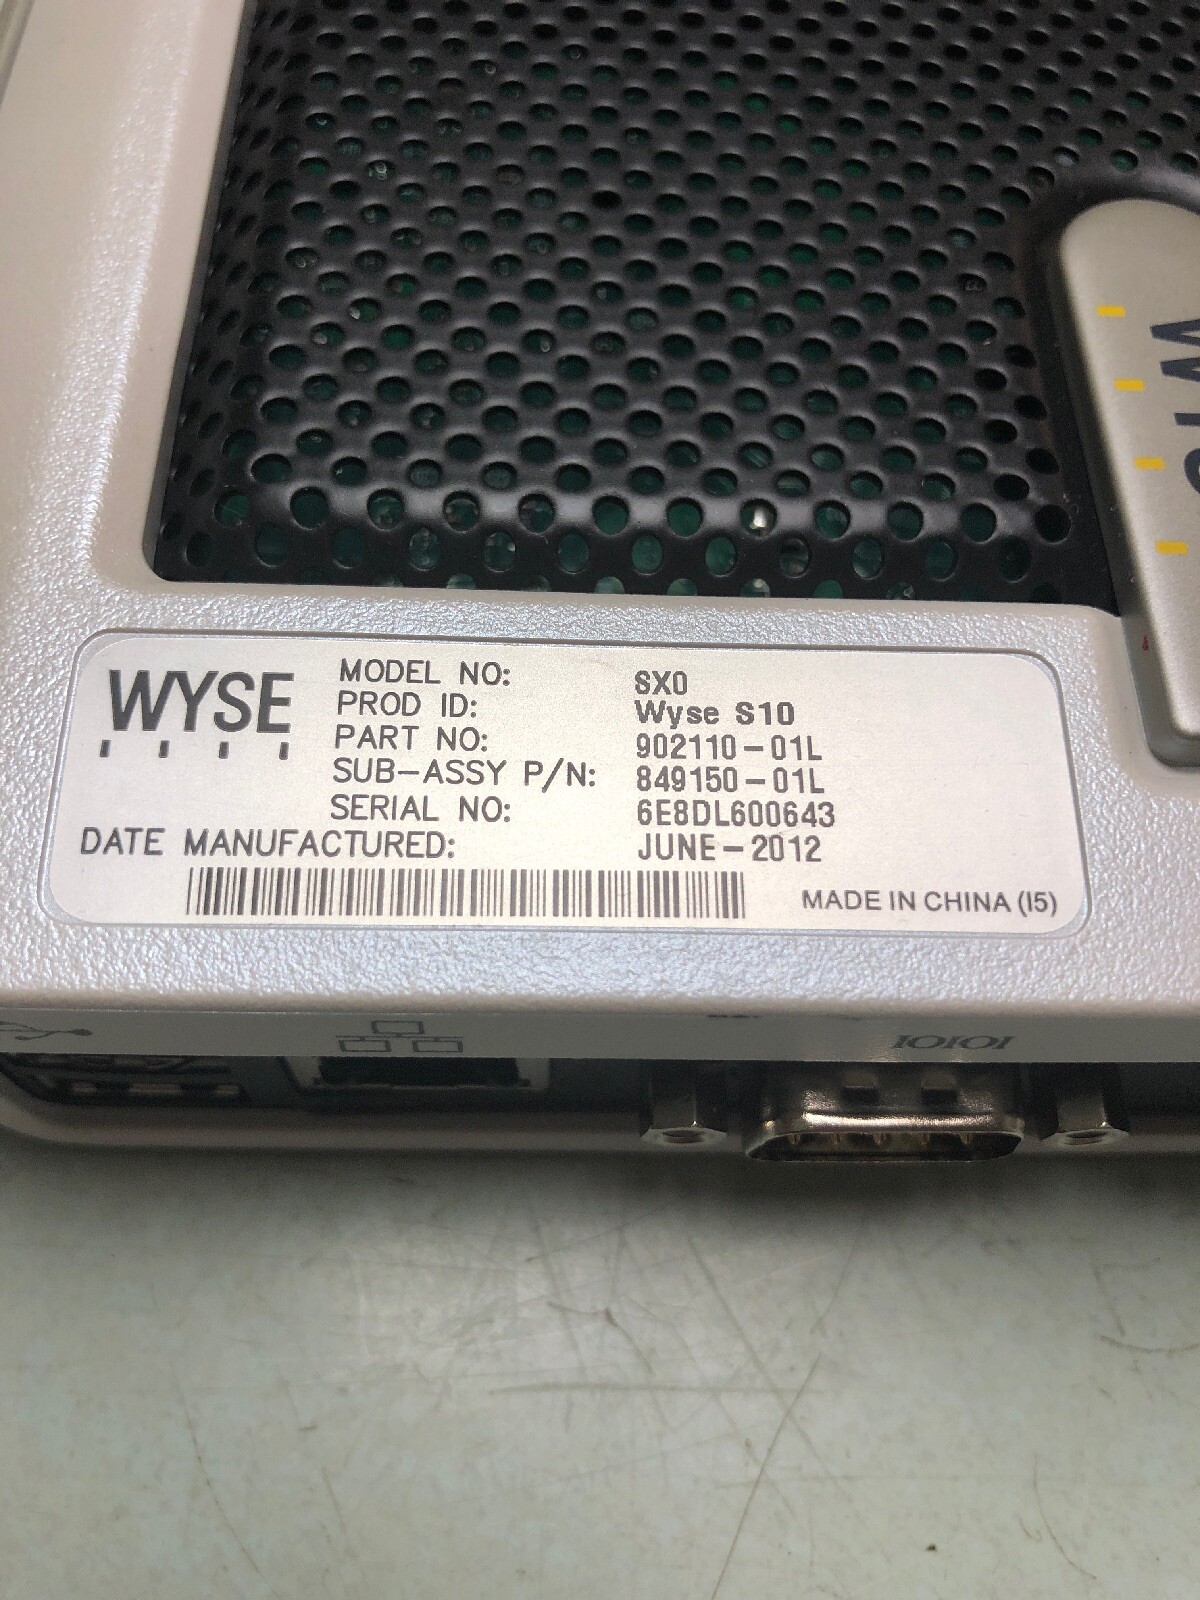 WYSE
MODEL NO: SX0
PROD ID: Wyse S10
PART NO: 902110-01L
SUB-ASSY P/N: 849150-01L
SERIAL NO: 6E8DL600643
DATE MANUFACTURED: JUNE-2012
MADE IN CHINA (I5)
IOIOI